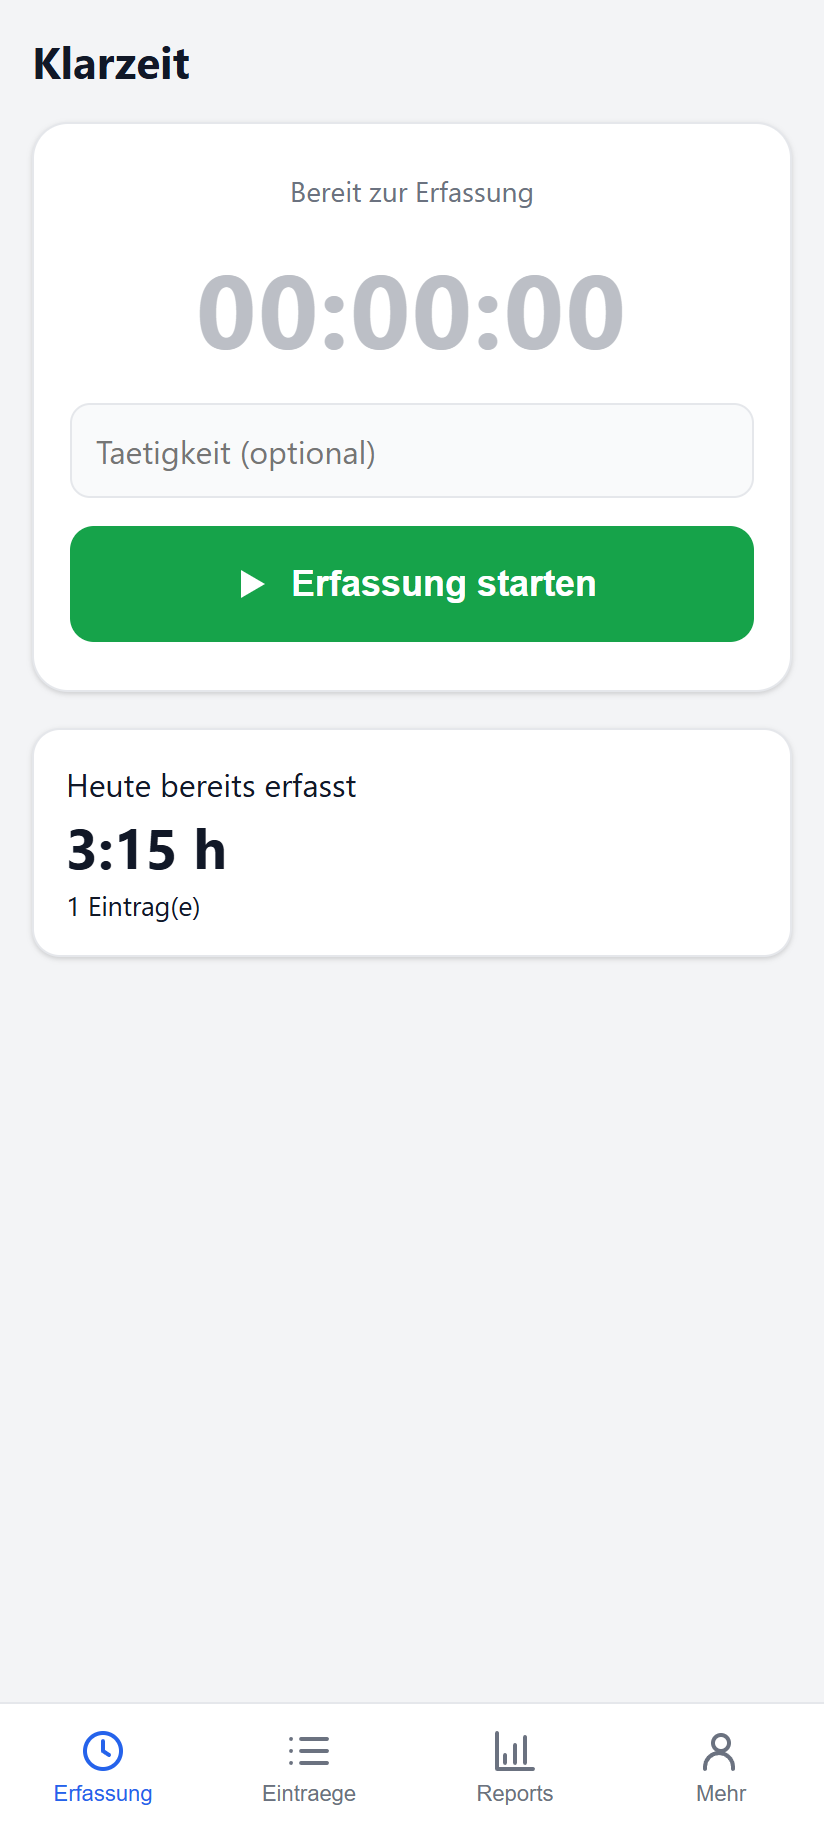 Klarzeit
Bereit zur Erfassung
00:00:00
Taetigkeit (optional)
Erfassung starten
Heute bereits erfasst
3:15 h
1 Eintrag(e)
Erfassung
Eintraege
Reports
Mehr